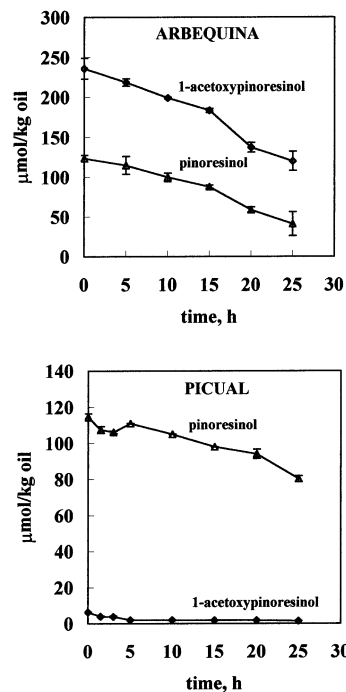 ARBEQUINA
300
250
200
150
100
50
0
1-acetoxypinoresinol
pinoresinol
μmol/kg oil
0 5 10 15 20 25 30
time, h
PICUAL
140
120
100
80
60
40
20
0
pinoresinol
1-acetoxypinoresinol
μmol/kg oil
0 5 10 15 20 25 30
time, h